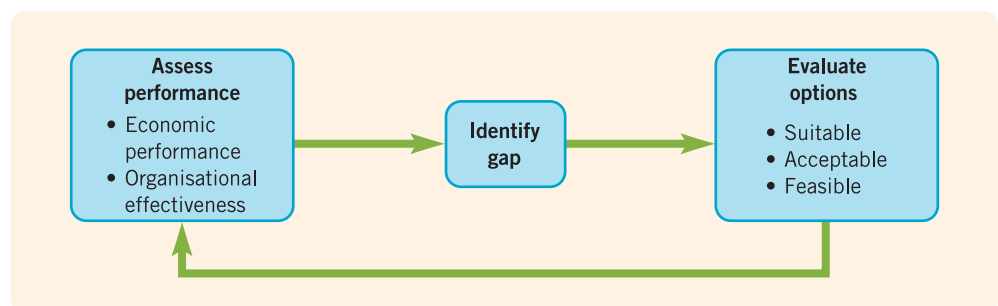 Assess
performance
• Economic
performance
• Organisational
effectiveness
Identify
gap
Evaluate
options
• Suitable
• Acceptable
• Feasible